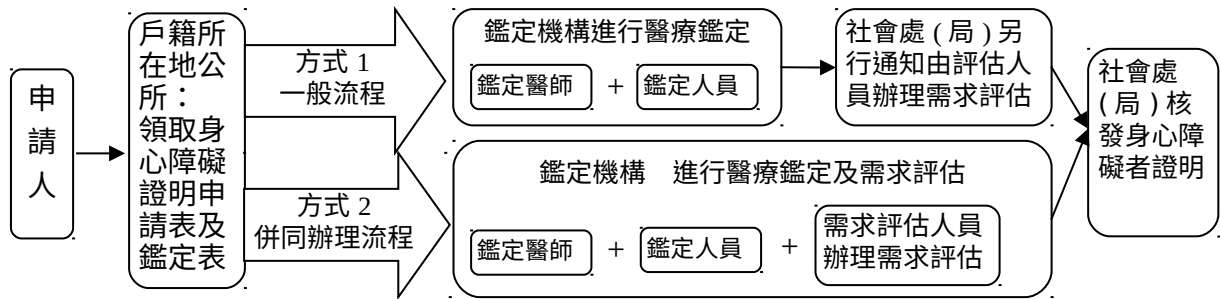 申
請
人
戶籍所
在地公
所：
領取身
心障礙
證明申
請表及
鑑定表
方式 1
一般流程
鑑定機構進行醫療鑑定
鑑定醫師 + 鑑定人員
社會處 ( 局 ) 另
行通知由評估人
員辦理需求評估
方式 2
併同辦理流程
鑑定機構　進行醫療鑑定及需求評估
鑑定醫師 + 鑑定人員 + 需求評估人員
辦理需求評估
社會處
( 局 ) 核
發身心障
礙者證明